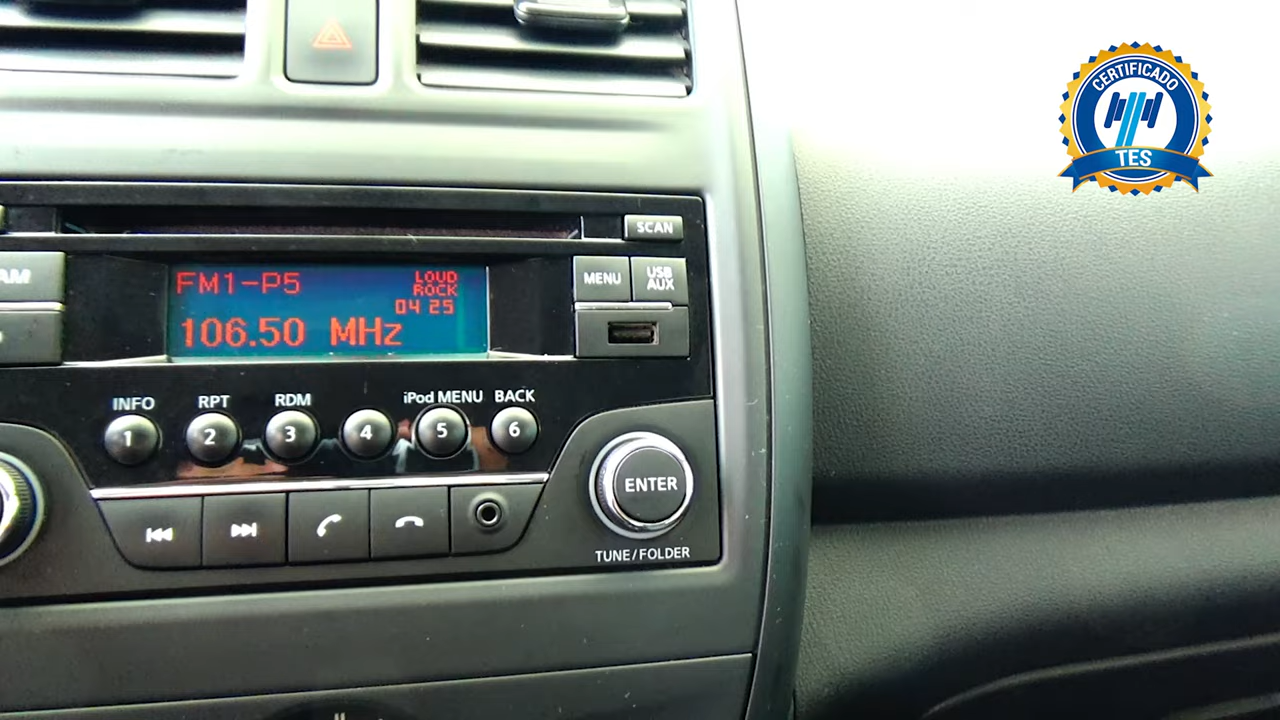 CERTIFICADO
TES
SCAN
AM
MENU
USB
AUX
FM1-P5
LOUD
ROCK
04 25
106.50 MHz
INFO
RPT
RDM
iPod MENU
BACK
1
2
3
4
5
6
ENTER
TUNE/FOLDER